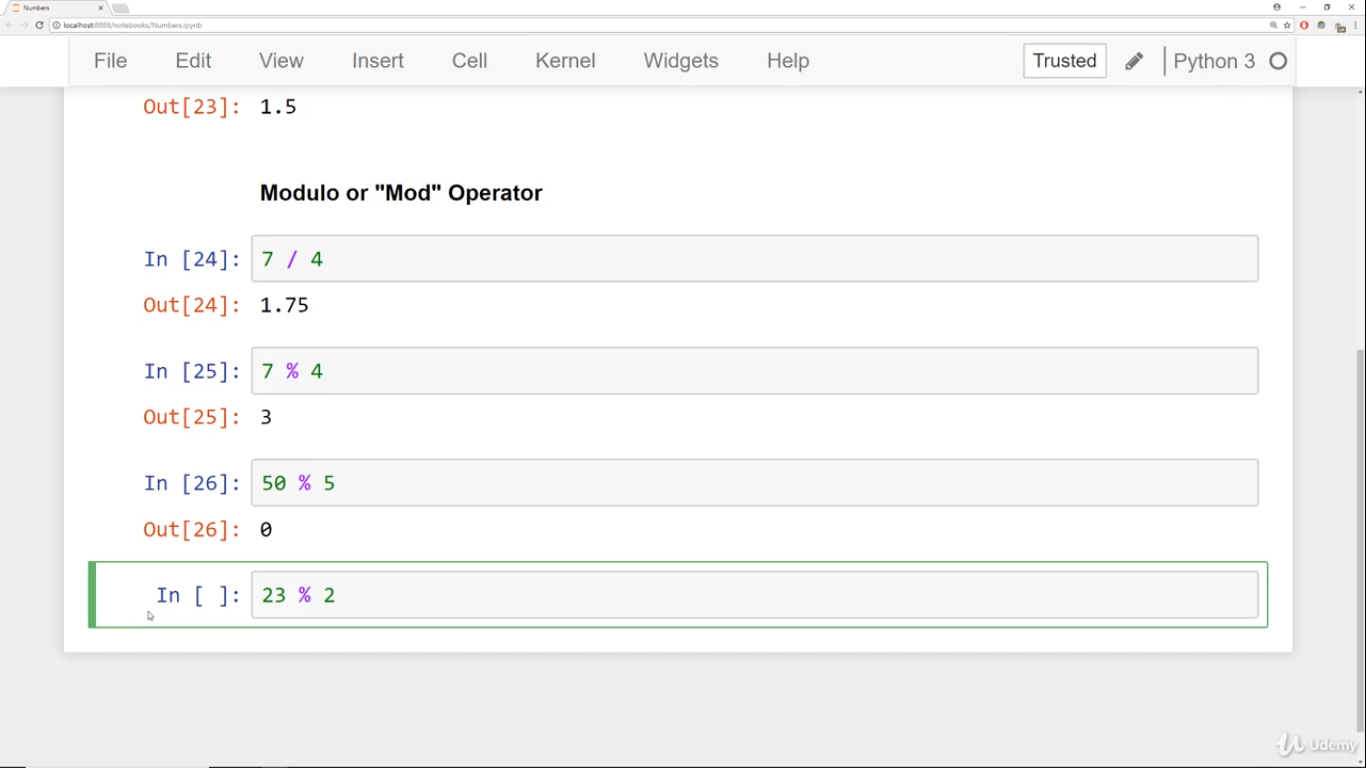 Numbers
localhost:8888/notebooks/Numbers.ipynb
File Edit View Insert Cell Kernel Widgets Help Trusted Python 3
Out[23]: 1.5
Modulo or "Mod" Operator
In [24]: 7 / 4
Out[24]: 1.75
In [25]: 7 % 4
Out[25]: 3
In [26]: 50 % 5
Out[26]: 0
In [ ]: 23 % 2
Udemy